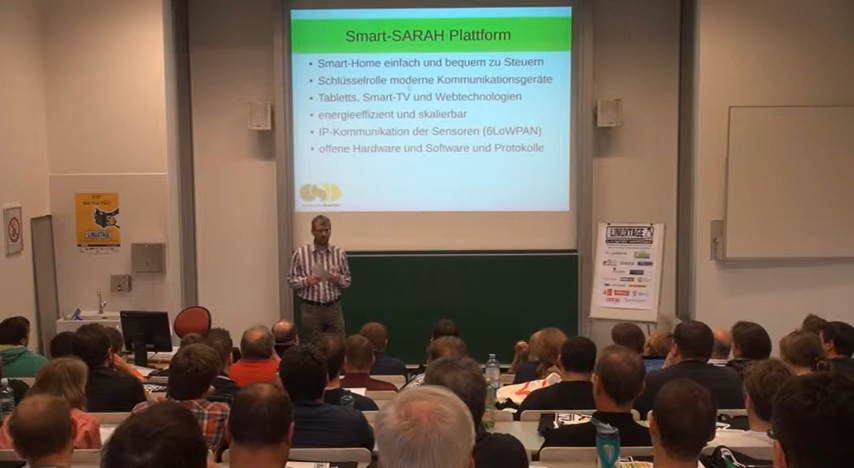 Smart-SARAH Plattform
• Smart-Home einfach und bequem zu Steuern
• Schlüsselrolle moderne Kommunikationsgeräte
• Tabletts, Smart-TV und Webtechnologien
• energieeffizient und skalierbar
• IP-Kommunikation der Sensoren (6LoWPAN)
• offene Hardware und Software und Protokolle
LINUXTAGE
LINUXTAGE